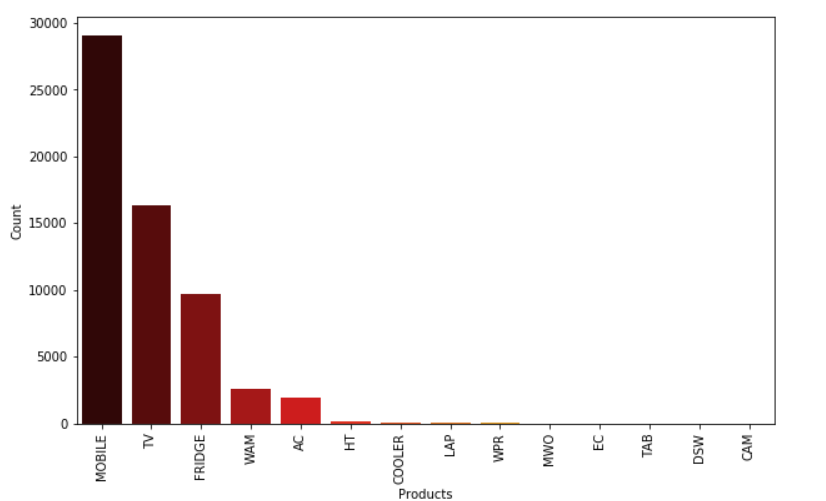 30000
25000
20000
15000
10000
5000
0
Count
MOBILE
TV
FRIDGE
WAM
AC
HT
COOLER
LAP
WPR
MWO
EC
TAB
DSW
CAM
Products